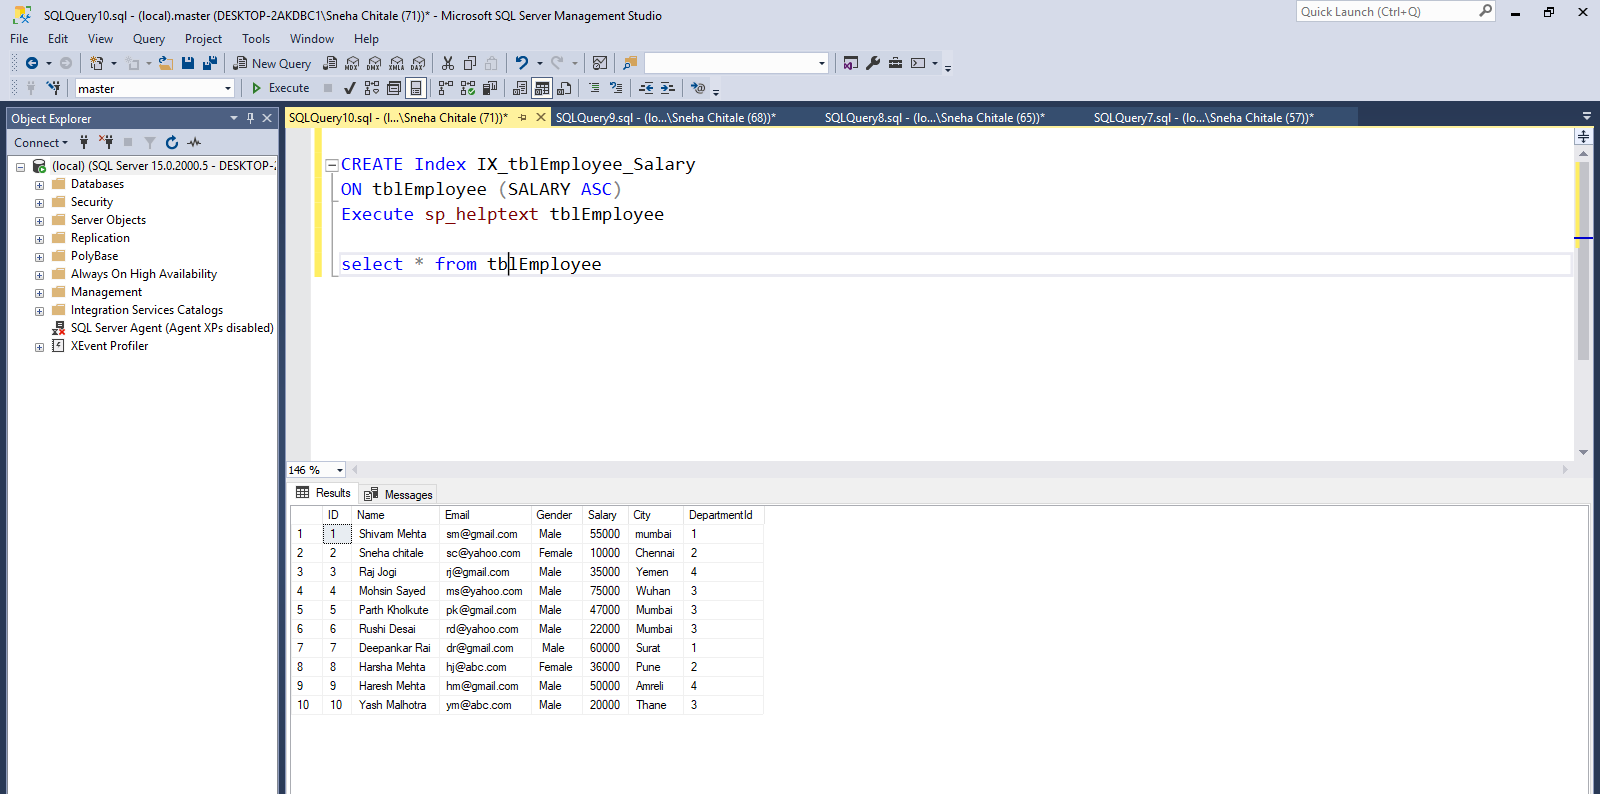 SQLQuery10.sql - (local).master (DESKTOP-2AKDBC1\Sneha Chitale (71))* - Microsoft SQL Server Management Studio
Quick Launch (Ctrl+Q)
File Edit View Query Project Tools Window Help
New Query MDX DMX XMLA DAX
master Execute
Object Explorer
SQLQuery10.sql - (l...\Sneha Chitale (71))* SQLQuery9.sql - (lo...\Sneha Chitale (68))* SQLQuery8.sql - (lo...\Sneha Chitale (65))* SQLQuery7.sql - (lo...\Sneha Chitale (57))*
Connect
(local) (SQL Server 15.0.2000.5 - DESKTOP-
Databases
Security
Server Objects
Replication
PolyBase
Always On High Availability
Management
Integration Services Catalogs
SQL Server Agent (Agent XPs disabled)
XEvent Profiler
CREATE Index IX_tblEmployee_Salary
ON tblEmployee (SALARY ASC)
Execute sp_helptext tblEmployee
select * from tblEmployee
146 %
Results Messages
ID Name Email Gender Salary City DepartmentId
1 1 Shivam Mehta sm@gmail.com Male 55000 mumbai 1
2 2 Sneha chitale sc@yahoo.com Female 10000 Chennai 2
3 3 Raj Jogi rj@gmail.com Male 35000 Yemen 4
4 4 Mohsin Sayed ms@yahoo.com Male 75000 Wuhan 3
5 5 Parth Kholkute pk@gmail.com Male 47000 Mumbai 3
6 6 Rushi Desai rd@yahoo.com Male 22000 Mumbai 3
7 7 Deepankar Rai dr@gmail.com Male 60000 Surat 1
8 8 Harsha Mehta hj@abc.com Female 36000 Pune 2
9 9 Haresh Mehta hm@gmail.com Male 50000 Amreli 4
10 10 Yash Malhotra ym@abc.com Male 20000 Thane 3